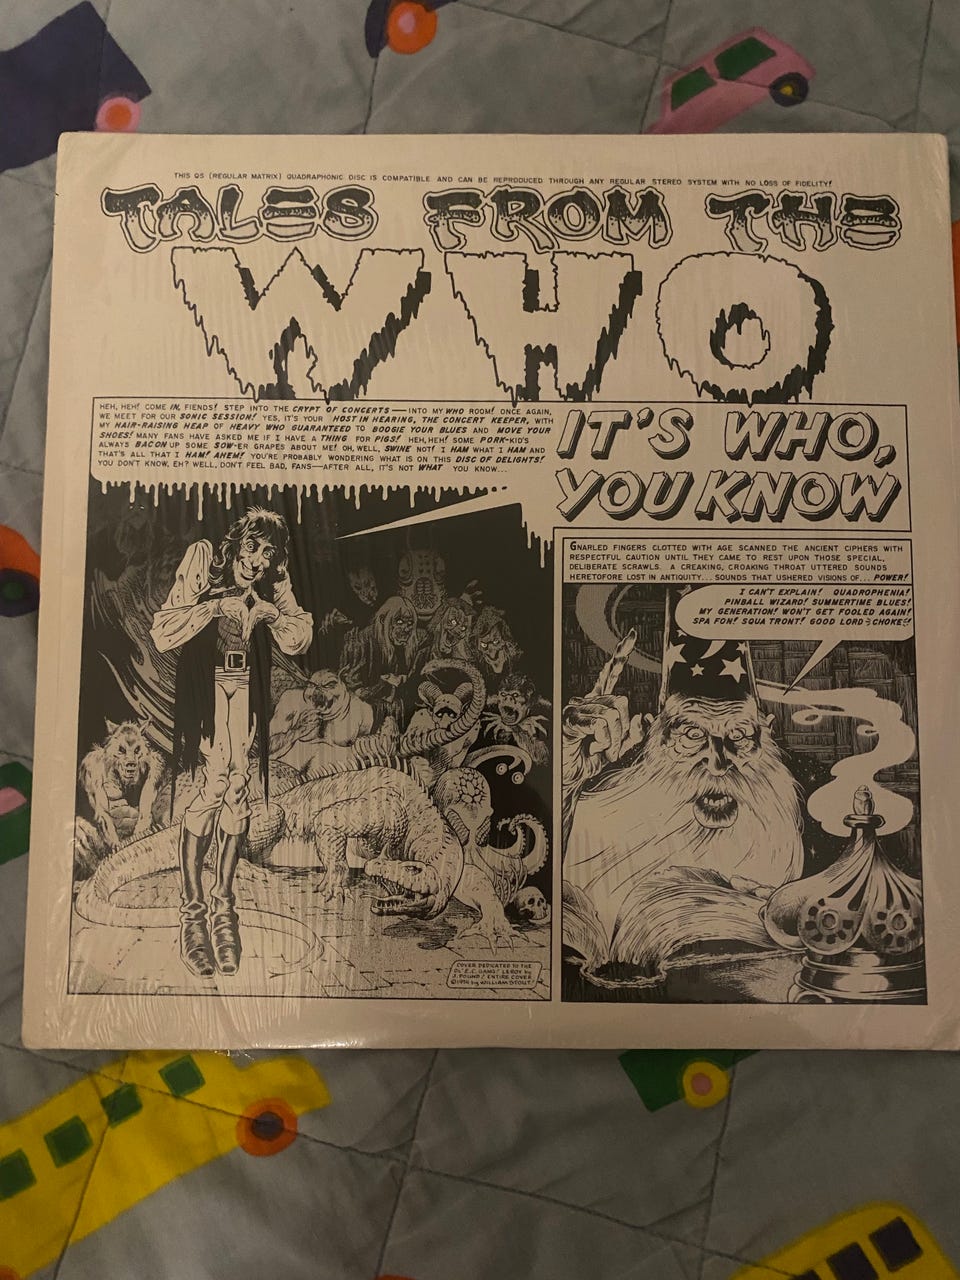 THIS QS (REGULAR MATRIX) QUADRAPHONIC DISC IS COMPATIBLE AND CAN BE REPRODUCED THROUGH ANY REGULAR STEREO SYSTEM WITH NO LOSS OF FIDELITY!
TALES FROM THE
WHO
HEH, HEH! COME IN, FIENDS! STEP INTO THE CRYPT OF CONCERTS — INTO MY WHO ROOM! ONCE AGAIN,
WE MEET FOR OUR SONIC SESSION! YES, IT'S YOUR HOST IN HEARING, THE CONCERT KEEPER, WITH
MY HAIR-RAISING HEAP OF HEAVY WHO GUARANTEED TO BOOGIE YOUR BLUES AND MOVE YOUR
SHOES! MANY FANS HAVE ASKED ME IF I HAVE A THING FOR PIGS! HEH, HEH! SOME PORK-KID'S
ALWAYS BACON UP SOME SOW-ER GRAPES ABOUT ME! OH, WELL, SWINE NOT! I HAM WHAT I HAM AND
THAT'S ALL THAT I HAM! AHEM! YOU'RE PROBABLY WONDERING WHAT IS ON THIS DISC OF DELIGHTS!
YOU DON'T KNOW, EH? WELL, DON'T FEEL BAD, FANS—AFTER ALL, IT'S NOT WHAT YOU KNOW...
IT'S WHO,
YOU KNOW
GNARLED FINGERS CLOTTED WITH AGE SCANNED THE ANCIENT CIPHERS WITH
RESPECTFUL CAUTION UNTIL THEY CAME TO REST UPON THOSE SPECIAL,
DELIBERATE SCRAWLS. A CREAKING, CROAKING THROAT UTTERED SOUNDS
HERETOFORE LOST IN ANTIQUITY... SOUNDS THAT USHERED VISIONS OF... POWER!
I CAN'T EXPLAIN! QUADROPHENIA!
PINBALL WIZARD! SUMMERTIME BLUES!
MY GENERATION! WON'T GET FOOLED AGAIN!
SPA FON! SQUA TRONT! GOOD LORD! CHOKE!
COVER DEDICATED TO THE
OL' E.C. GANG! LEROY by
J. POUND! ENTIRE COVER
©1974 by WILLIAM STOUT!